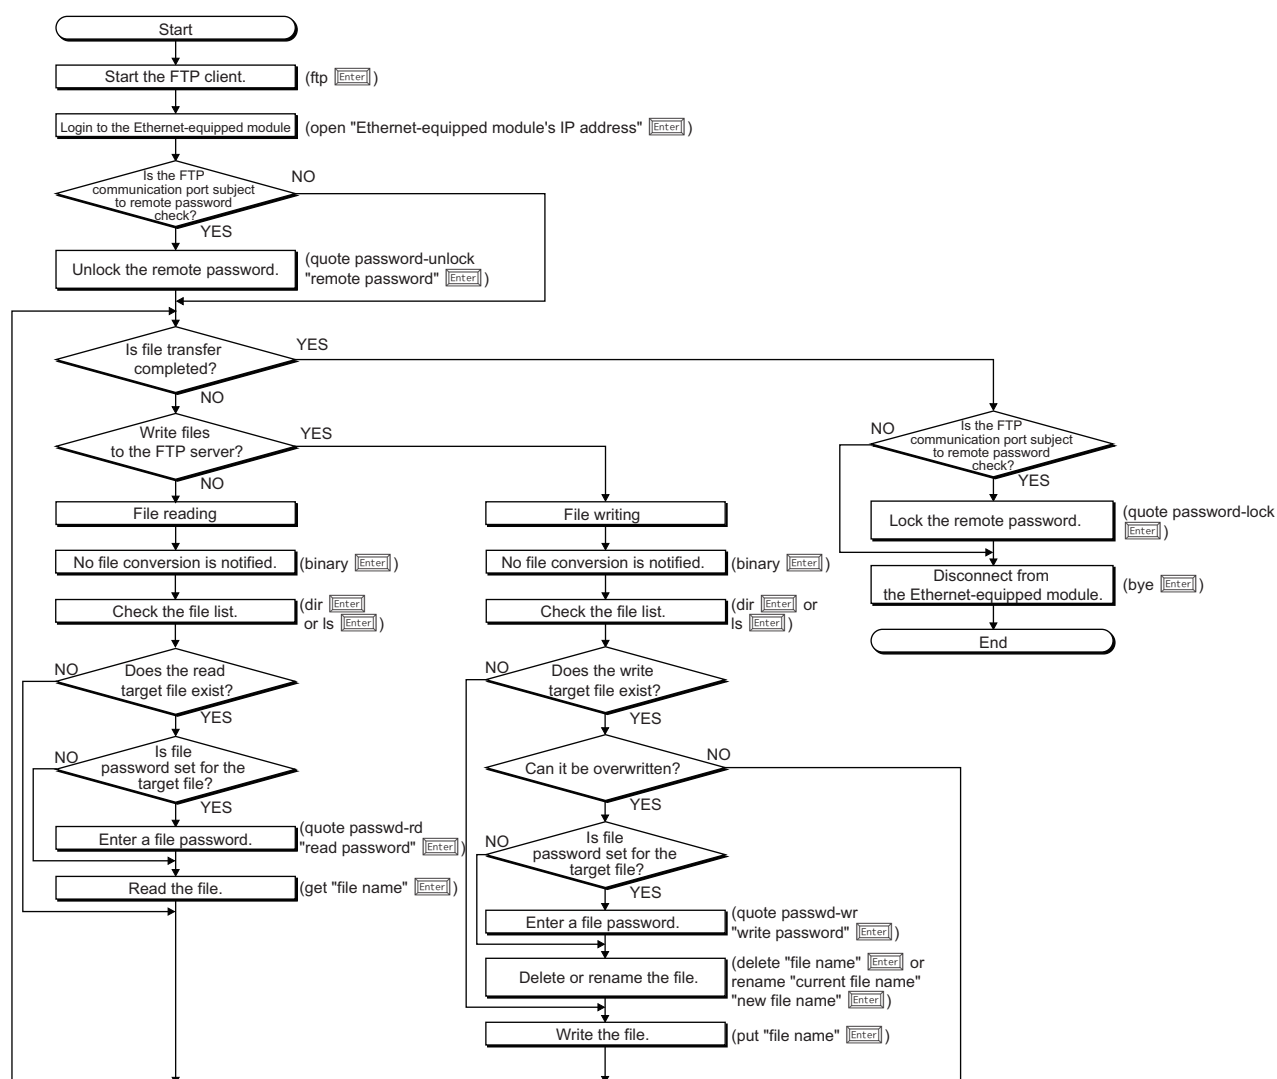 Start
Start the FTP client.
(ftp Enter)
Login to the Ethernet-equipped module
(open "Ethernet-equipped module's IP address" Enter)
Is the FTP
communication port subject
to remote password
check?
NO
YES
Unlock the remote password.
(quote password-unlock
"remote password" Enter)
Is file transfer
completed?
YES
NO
Write files
to the FTP server?
YES
NO
File reading
No file conversion is notified.
(binary Enter)
Check the file list.
(dir Enter
or ls Enter)
Does the read
target file exist?
NO
YES
Is file
password set for the
target file?
NO
YES
Enter a file password.
(quote passwd-rd
"read password" Enter)
Read the file.
(get "file name" Enter)
File writing
No file conversion is notified.
(binary Enter)
Check the file list.
(dir Enter or
ls Enter)
Does the write
target file exist?
NO
YES
Can it be overwritten?
NO
YES
Is file
password set for the
target file?
NO
YES
Enter a file password.
(quote passwd-wr
"write password" Enter)
Delete or rename the file.
(delete "file name" Enter or
rename "current file name"
"new file name" Enter)
Write the file.
(put "file name" Enter)
Is the FTP
communication port subject
to remote password
check?
NO
YES
Lock the remote password.
(quote password-lock
Enter)
Disconnect from
the Ethernet-equipped module.
(bye Enter)
End